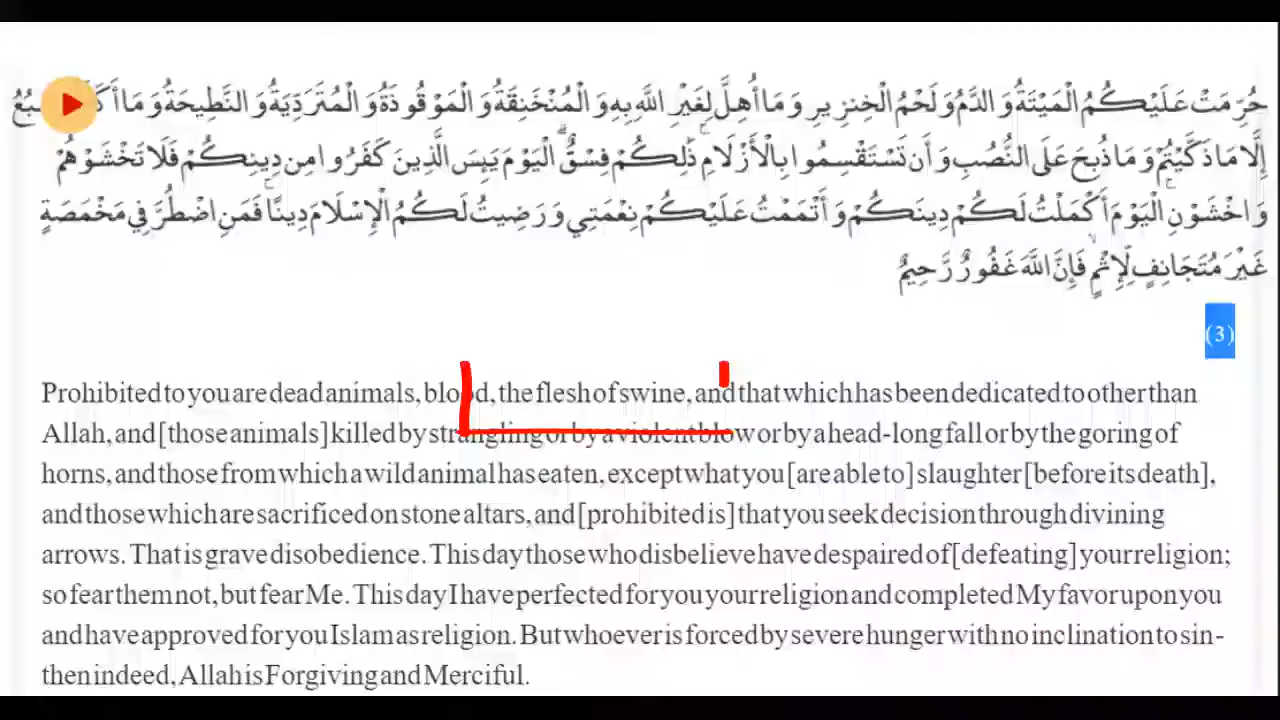 حُرِّمَتْ عَلَيْكُمُ الْمَيْتَةُ وَالدَّمُ وَلَحْمُ الْخِنزِيرِ وَمَا أُهِلَّ لِغَيْرِ اللَّهِ بِهِ وَالْمُنْخَنِقَةُ وَالْمَوْقُوذَةُ وَالْمُتَرَدِّيَةُ وَالنَّطِيحَةُ وَمَا
إِلَّا مَا ذَكَّيْتُمْ وَمَا ذُبِحَ عَلَى النُّصُبِ وَأَن تَسْتَقْسِمُوا بِالْأَزْلَامِ ۚ ذَٰلِكُمْ فِسْقٌ ۗ الْيَوْمَ يَئِسَ الَّذِينَ كَفَرُوا مِن دِينِكُمْ فَلَا تَخْشَوْهُمْ
وَاخْشَوْنِ ۚ الْيَوْمَ أَكْمَلْتُ لَكُمْ دِينَكُمْ وَأَتْمَمْتُ عَلَيْكُمْ نِعْمَتِي وَرَضِيتُ لَكُمُ الْإِسْلَامَ دِينًا ۚ فَمَنِ اضْطُرَّ فِي مَخْمَصَةٍ
غَيْرَ مُتَجَانِفٍ لِّإِثْمٍ ۙ فَإِنَّ اللَّهَ غَفُورٌ رَّحِيمٌ
(3)
Prohibited to you are dead animals, blood, the flesh of swine, and that which has been dedicated to other than
Allah, and [those animals] killed by strangling or by a violent blow or by a head-long fall or by the goring of
horns, and those from which a wild animal has eaten, except what you [are able to] slaughter [before its death],
and those which are sacrificed on stone altars, and [prohibited is] that you seek decision through divining
arrows. That is grave disobedience. This day those who disbelieve have despaired of [defeating] your religion;
so fear them not, but fear Me. This day I have perfected for you your religion and completed My favor upon you
and have approved for you Islam as religion. But whoever is forced by severe hunger with no inclination to sin-
then indeed, Allah is Forgiving and Merciful.